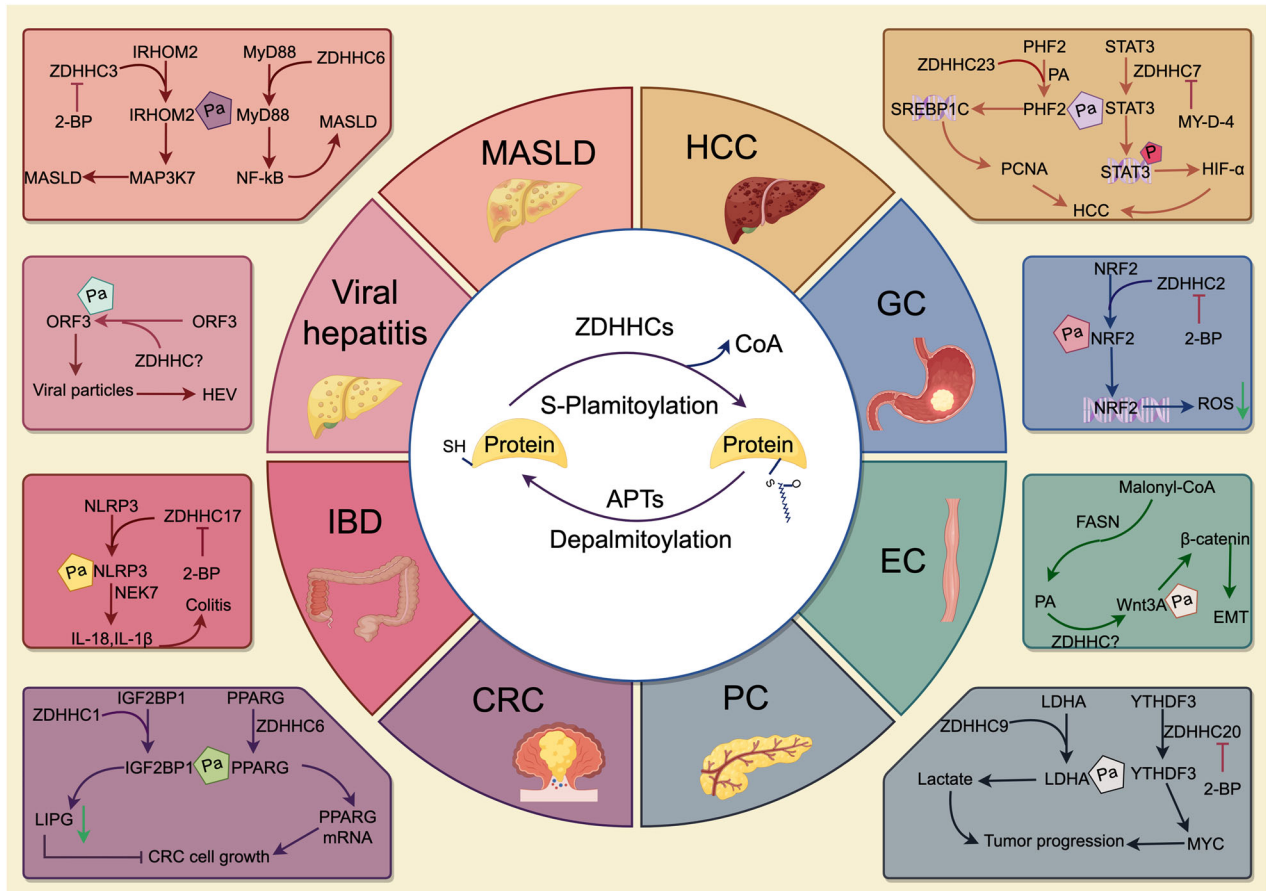 IRHOM2
MyD88
ZDHHC3
ZDHHC6
2-BP
IRHOM2
Pa
MyD88
MASLD
MASLD
MAP3K7
NF-kB
MASLD
HCC
PHF2
STAT3
ZDHHC23
PA
ZDHHC7
SREBP1C
PHF2
Pa
STAT3
MY-D-4
P
PCNA
STAT3
HIF-α
HCC
Viral
hepatitis
GC
Pa
ORF3
ORF3
ZDHHC?
Viral particles
HEV
NRF2
ZDHHC2
Pa
NRF2
2-BP
NRF2
ROS
ZDHHCs
CoA
S-Plamitoylation
SH
Protein
Protein
S
O
APTs
Depalmitoylation
IBD
EC
NLRP3
ZDHHC17
Pa
NLRP3
2-BP
NEK7
Colitis
IL-18,IL-1β
Malonyl-CoA
FASN
β-catenin
PA
Wnt3A
Pa
EMT
ZDHHC?
CRC
PC
IGF2BP1
PPARG
ZDHHC1
ZDHHC6
IGF2BP1
Pa
PPARG
LIPG
PPARG
mRNA
CRC cell growth
LDHA
YTHDF3
ZDHHC9
ZDHHC20
Lactate
LDHA
Pa
YTHDF3
2-BP
Tumor progression
MYC